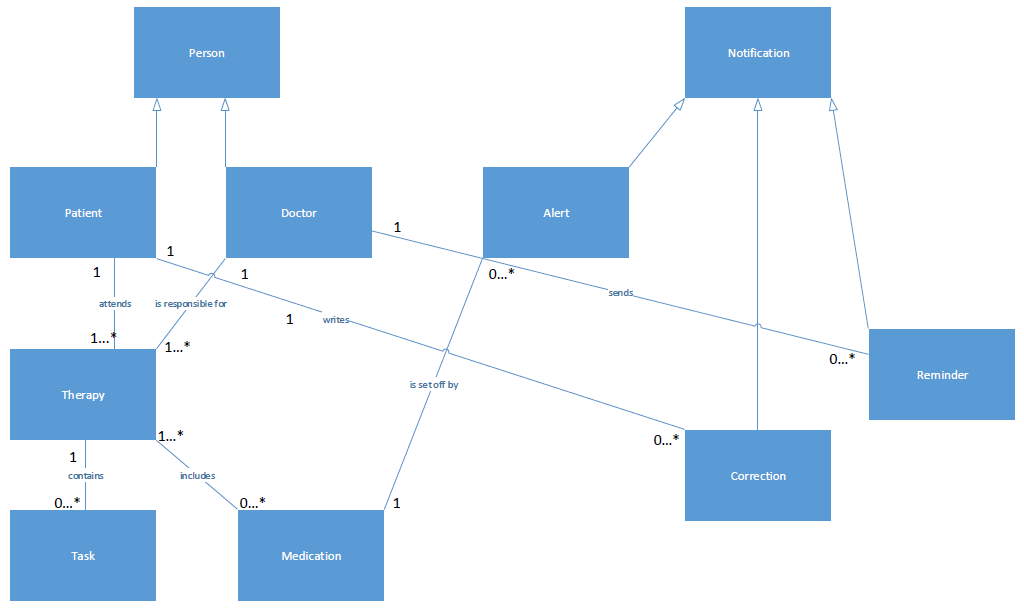 Person
Notification
Patient
Doctor
Alert
1
1
1
1
0...*
sends
attends
is responsible for
1
writes
1...*
1...*
0...*
Reminder
is set off by
Therapy
1...*
0...*
1
contains
includes
Correction
0...*
0...*
1
Task
Medication